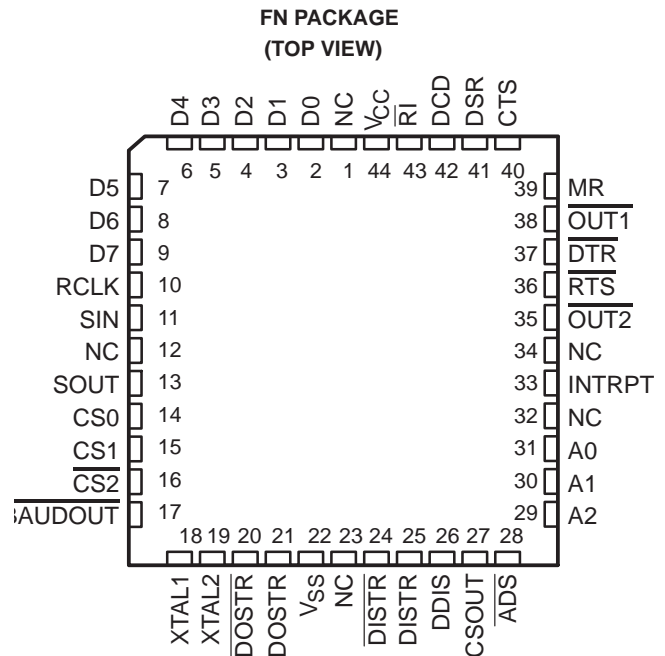 FN PACKAGE
(TOP VIEW)
D4 D3 D2 D1 D0 NC VCC RI DCD DSR CTS
6 5 4 3 2 1 44 43 42 41 40
D5 7 39 MR
D6 8 38 OUT1
D7 9 37 DTR
RCLK 10 36 RTS
SIN 11 35 OUT2
NC 12 34 NC
SOUT 13 33 INTRPT
CS0 14 32 NC
CS1 15 31 A0
CS2 16 30 A1
BAUDOUT 17 29 A2
18 19 20 21 22 23 24 25 26 27 28
XTAL1 XTAL2 DOSTR DOSTR VSS NC DISTR DISTR DDIS CSOUT ADS